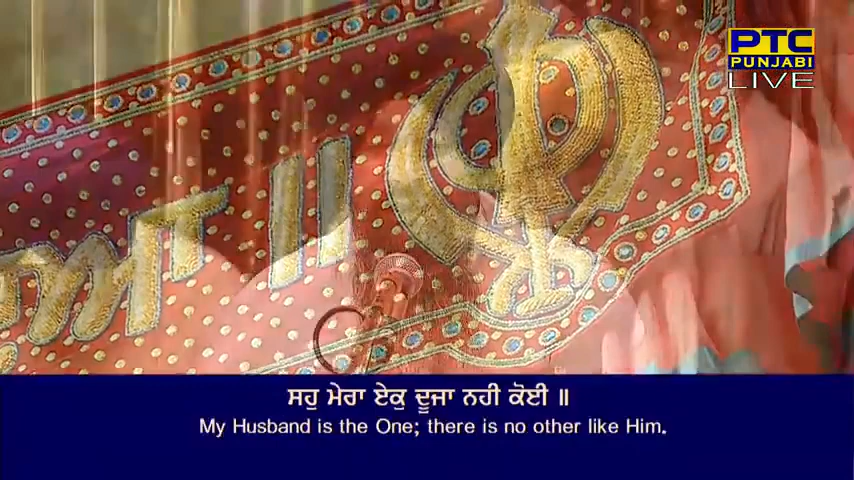 PTC
PUNJABI
LIVE
ਸਹੁ ਮੇਰਾ ਏਕੁ ਦੂਜਾ ਨਹੀ ਕੋਈ ॥
My Husband is the One; there is no other like Him.